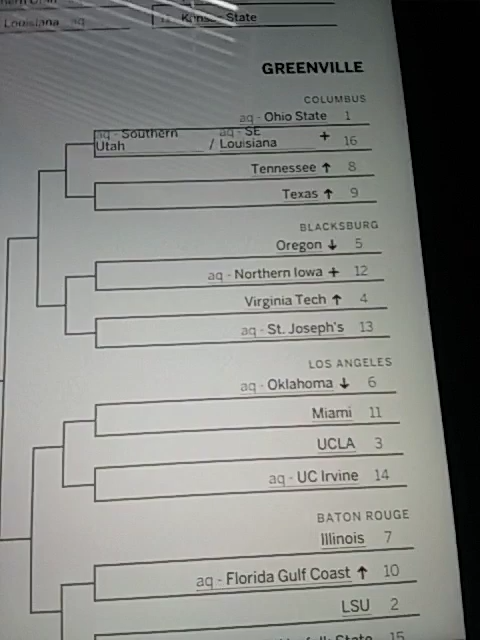 Louisiana aq
State
GREENVILLE
COLUMBUS
aq - Ohio State 1
aq - Southern Utah / aq - SE Louisiana + 16
Tennessee ↑ 8
Texas ↑ 9
BLACKSBURG
Oregon ↓ 5
aq - Northern Iowa + 12
Virginia Tech ↑ 4
aq - St. Joseph's 13
LOS ANGELES
aq - Oklahoma ↓ 6
Miami 11
UCLA 3
aq - UC Irvine 14
BATON ROUGE
Illinois 7
aq - Florida Gulf Coast ↑ 10
LSU 2
State 15